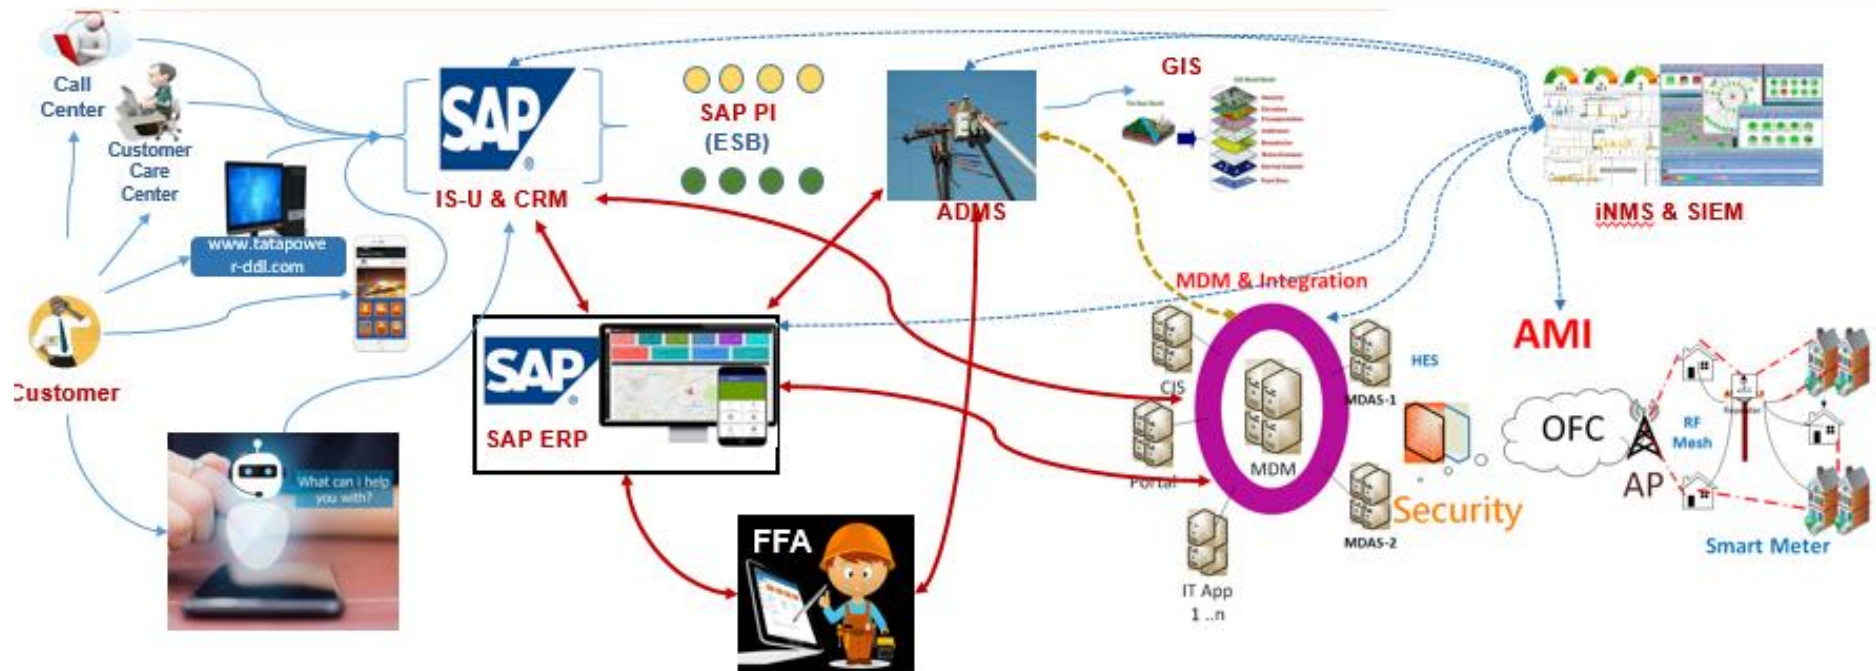 Call
Center
Customer
Care
Center
www.tatapowe
r-ddl.com
Customer
What can i help
you with?
SAP
®
IS-U & CRM
SAP PI
(ESB)
ADMS
GIS
iNMS & SIEM
SAP
®
SAP ERP
FFA
MDM & Integration
CIS
Portal
MDM
IT App
1 ..n
HES
MDAS-1
MDAS-2
Security
AMI
OFC
AP
RF
Mesh
Repeater
Smart Meter